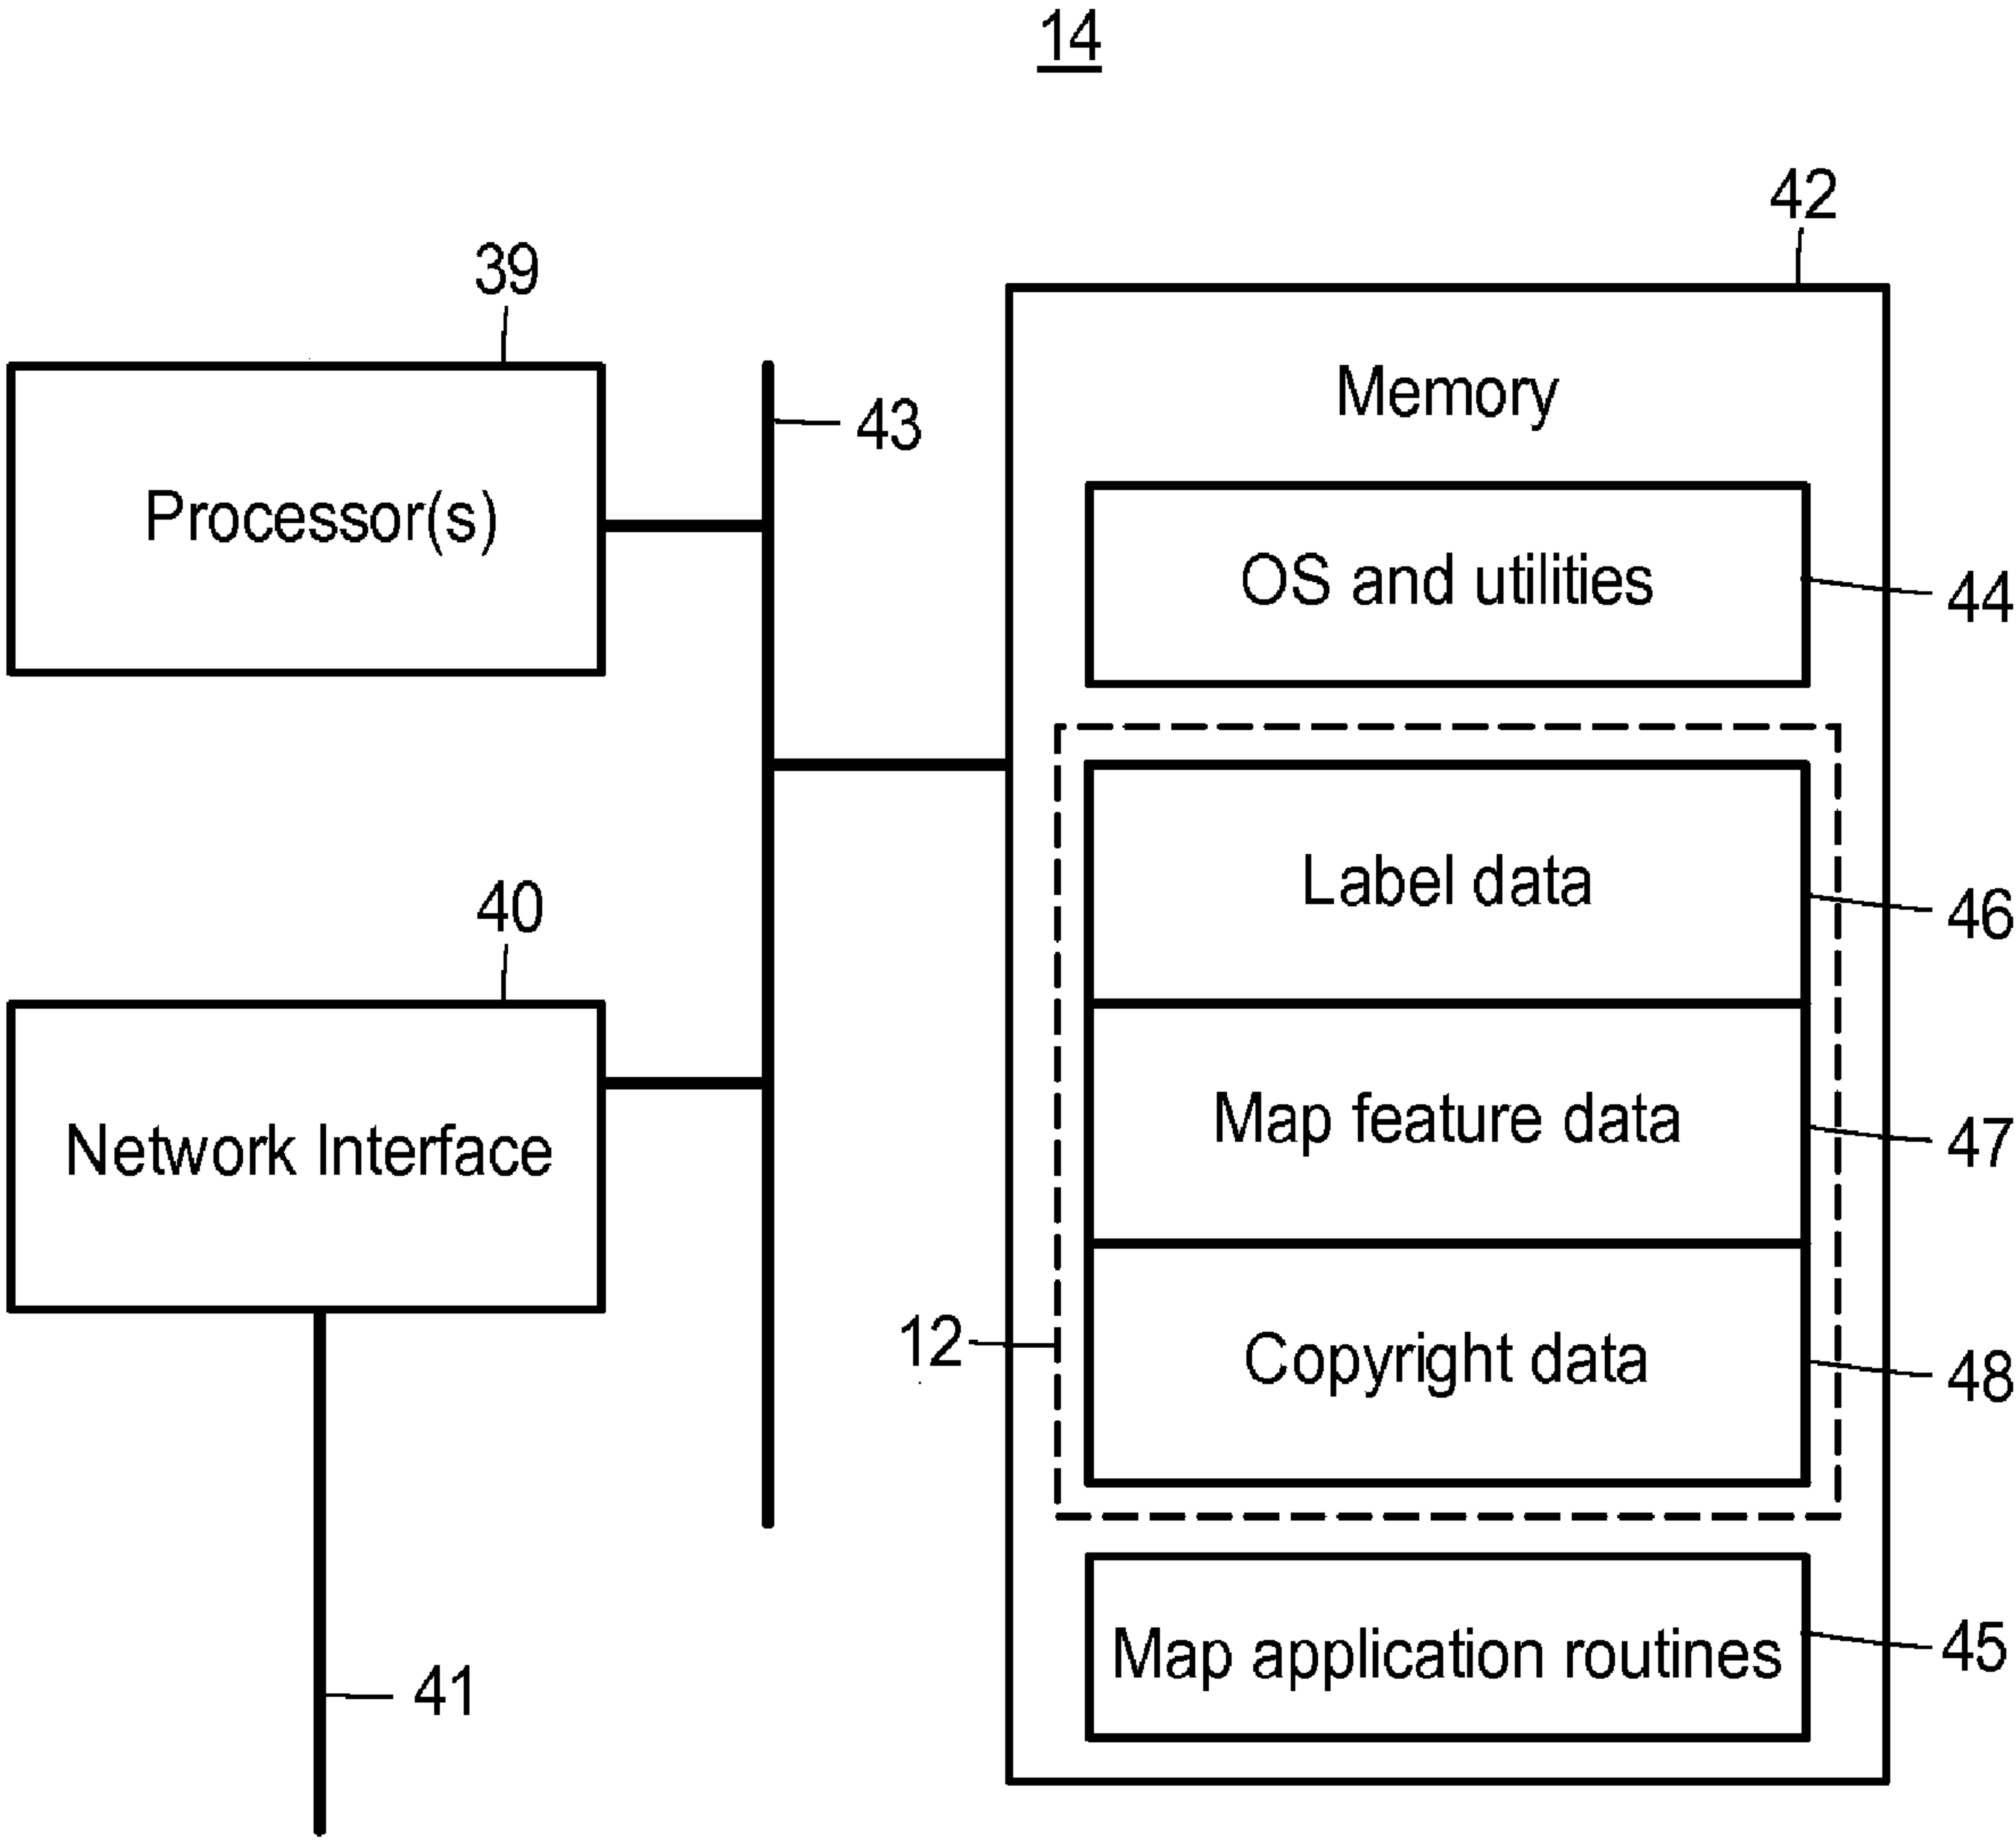 14
42
39
Memory
43
Processor(s)
OS and utilities
44
Label data
46
40
Map feature data
47
Network Interface
12
Copyright data
48
Map application routines
45
41